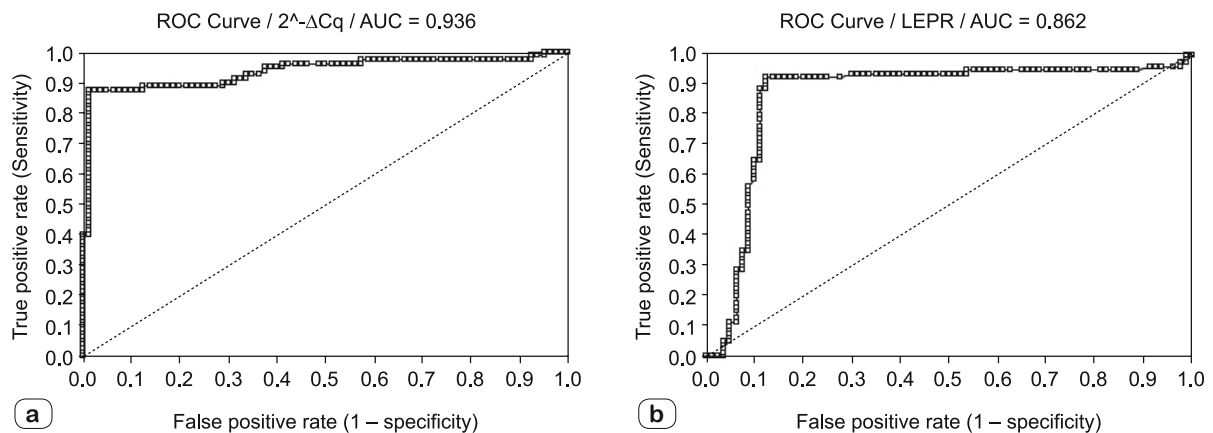 ROC Curve / 2^-ΔCq / AUC = 0.936
True positive rate (Sensitivity)
1.0
0.9
0.8
0.7
0.6
0.5
0.4
0.3
0.2
0.1
0.0
0.0 0.1 0.2 0.3 0.4 0.5 0.6 0.7 0.8 0.9 1.0
False positive rate (1 – specificity)
a
ROC Curve / LEPR / AUC = 0.862
True positive rate (Sensitivity)
1.0
0.9
0.8
0.7
0.6
0.5
0.4
0.3
0.2
0.1
0.0
0.0 0.1 0.2 0.3 0.4 0.5 0.6 0.7 0.8 0.9 1.0
False positive rate (1 – specificity)
b